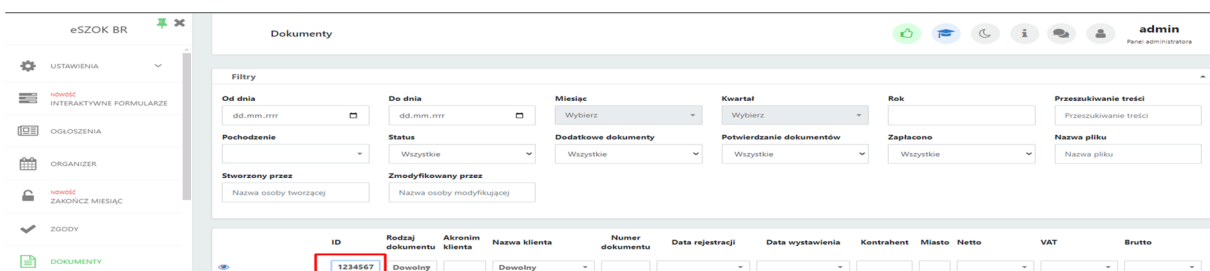 eSZOK BR
Dokumenty
admin
Panel administratora
USTAWIENIA
NOWOŚĆ
INTERAKTYWNE FORMULARZE
OGŁOSZENIA
ORGANIZER
NOWOŚĆ
ZAKOŃCZ MIESIĄC
ZGODY
DOKUMENTY
Filtry
Od dnia Do dnia Miesiąc Kwartał Rok Przeszukiwanie treści
dd.mm.rrrr dd.mm.rrrr Wybierz Wybierz Przeszukiwanie treści
Pochodzenie Status Dodatkowe dokumenty Potwierdzanie dokumentów Zapłacono Nazwa pliku
Wszystkie Wszystkie Wszystkie Wszystkie Nazwa pliku
Stworzony przez Zmodyfikowany przez
Nazwa osoby tworzącej Nazwa osoby modyfikującej
ID Rodzaj dokumentu Akronim klienta Nazwa klienta Numer dokumentu Data rejestracji Data wystawienia Kontrahent Miasto Netto VAT Brutto
1234567 Dowolny Dowolny